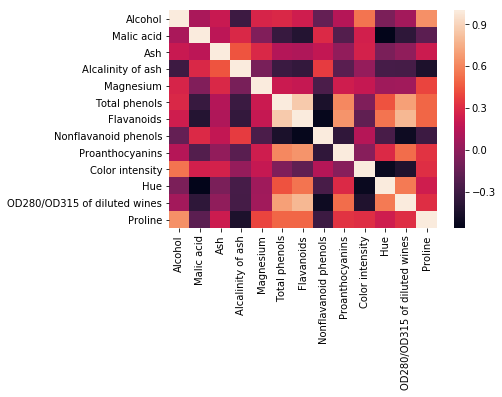 Alcohol
Malic acid
Ash
Alcalinity of ash
Magnesium
Total phenols
Flavanoids
Nonflavanoid phenols
Proanthocyanins
Color intensity
Hue
OD280/OD315 of diluted wines
Proline
Alcohol
Malic acid
Ash
Alcalinity of ash
Magnesium
Total phenols
Flavanoids
Nonflavanoid phenols
Proanthocyanins
Color intensity
Hue
OD280/OD315 of diluted wines
Proline
0.9
0.6
0.3
0.0
−0.3